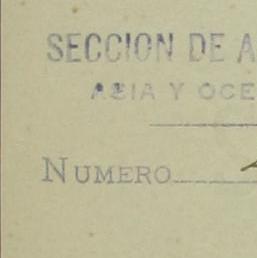 SECCION DE A
ASIA Y OCE
NUMERO